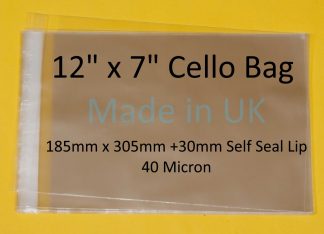 12" x 7" Cello Bag
Made in UK
185mm x 305mm +30mm Self Seal Lip
40 Micron